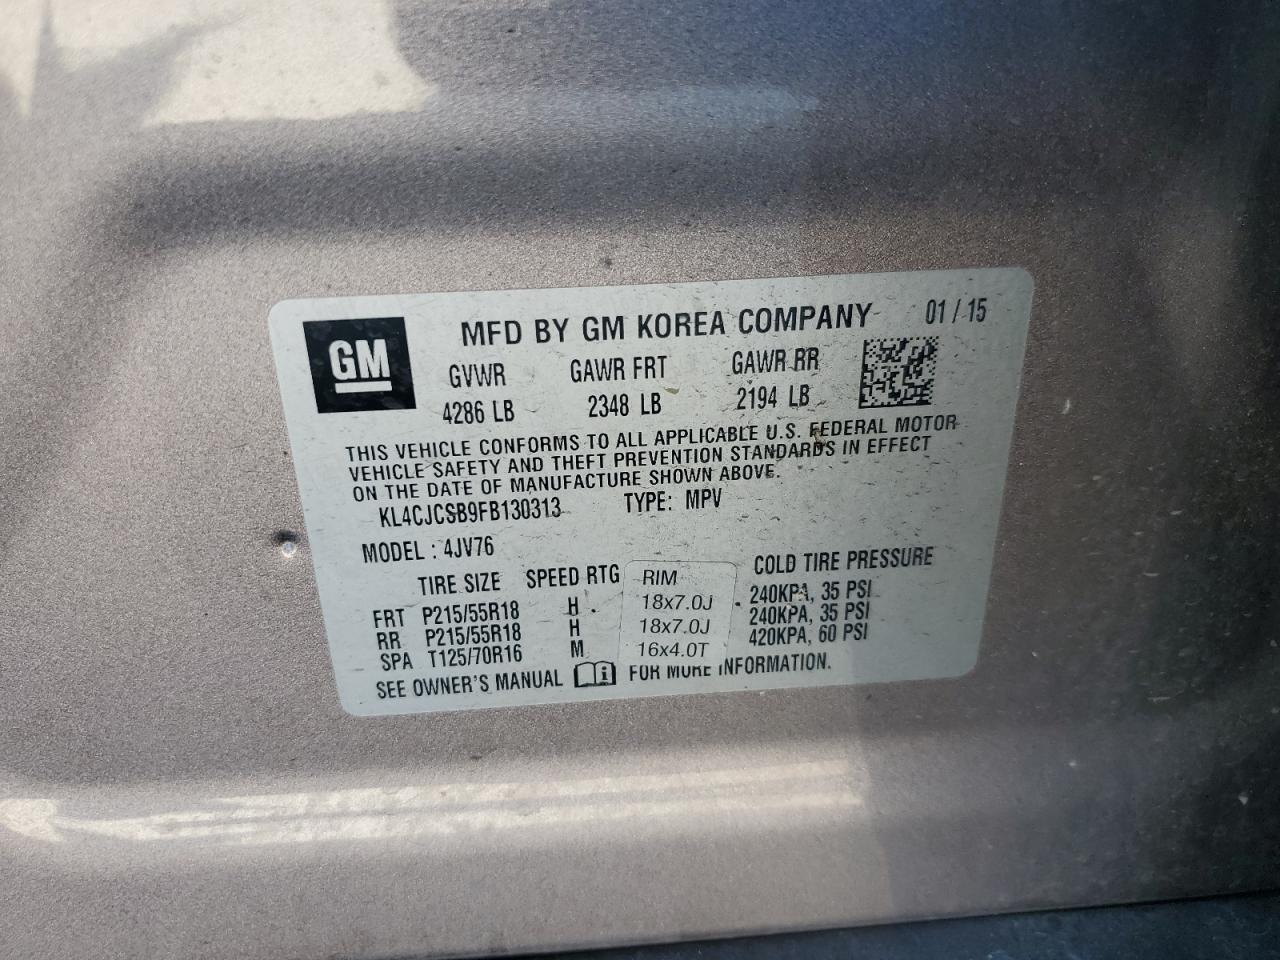 GM
MFD BY GM KOREA COMPANY 01 / 15
GVWR GAWR FRT GAWR RR
4286 LB 2348 LB 2194 LB
THIS VEHICLE CONFORMS TO ALL APPLICABLE U.S. FEDERAL MOTOR
VEHICLE SAFETY AND THEFT PREVENTION STANDARDS IN EFFECT
ON THE DATE OF MANUFACTURE SHOWN ABOVE.
KL4CJCSB9FB130313 TYPE: MPV
MODEL : 4JV76
TIRE SIZE SPEED RTG RIM COLD TIRE PRESSURE
FRT P215/55R18 H 18x7.0J 240KPA, 35 PSI
RR P215/55R18 H 18x7.0J 240KPA, 35 PSI
SPA T125/70R16 M 16x4.0T 420KPA, 60 PSI
SEE OWNER'S MANUAL FOR MORE INFORMATION.